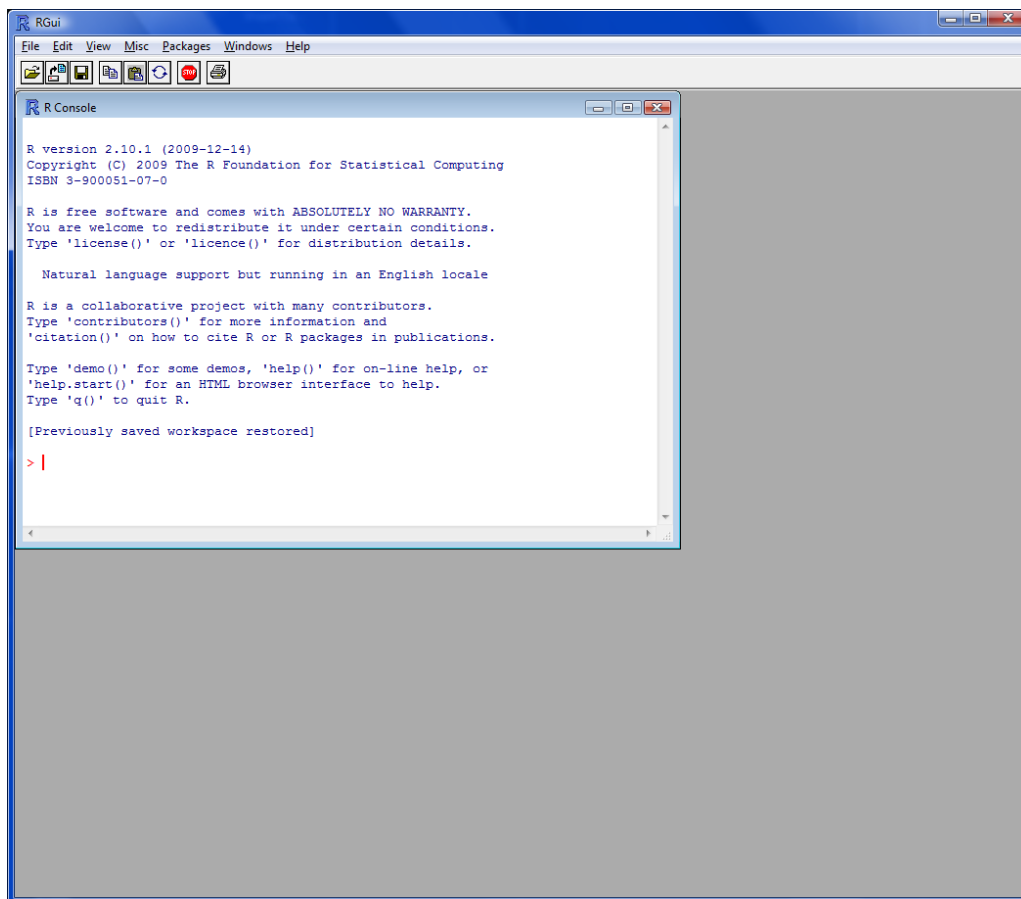 RGui
File Edit View Misc Packages Windows Help
STOP
R Console
R version 2.10.1 (2009-12-14)
Copyright (C) 2009 The R Foundation for Statistical Computing
ISBN 3-900051-07-0
R is free software and comes with ABSOLUTELY NO WARRANTY.
You are welcome to redistribute it under certain conditions.
Type 'license()' or 'licence()' for distribution details.
Natural language support but running in an English locale
R is a collaborative project with many contributors.
Type 'contributors()' for more information and
'citation()' on how to cite R or R packages in publications.
Type 'demo()' for some demos, 'help()' for on-line help, or
'help.start()' for an HTML browser interface to help.
Type 'q()' to quit R.
[Previously saved workspace restored]
>